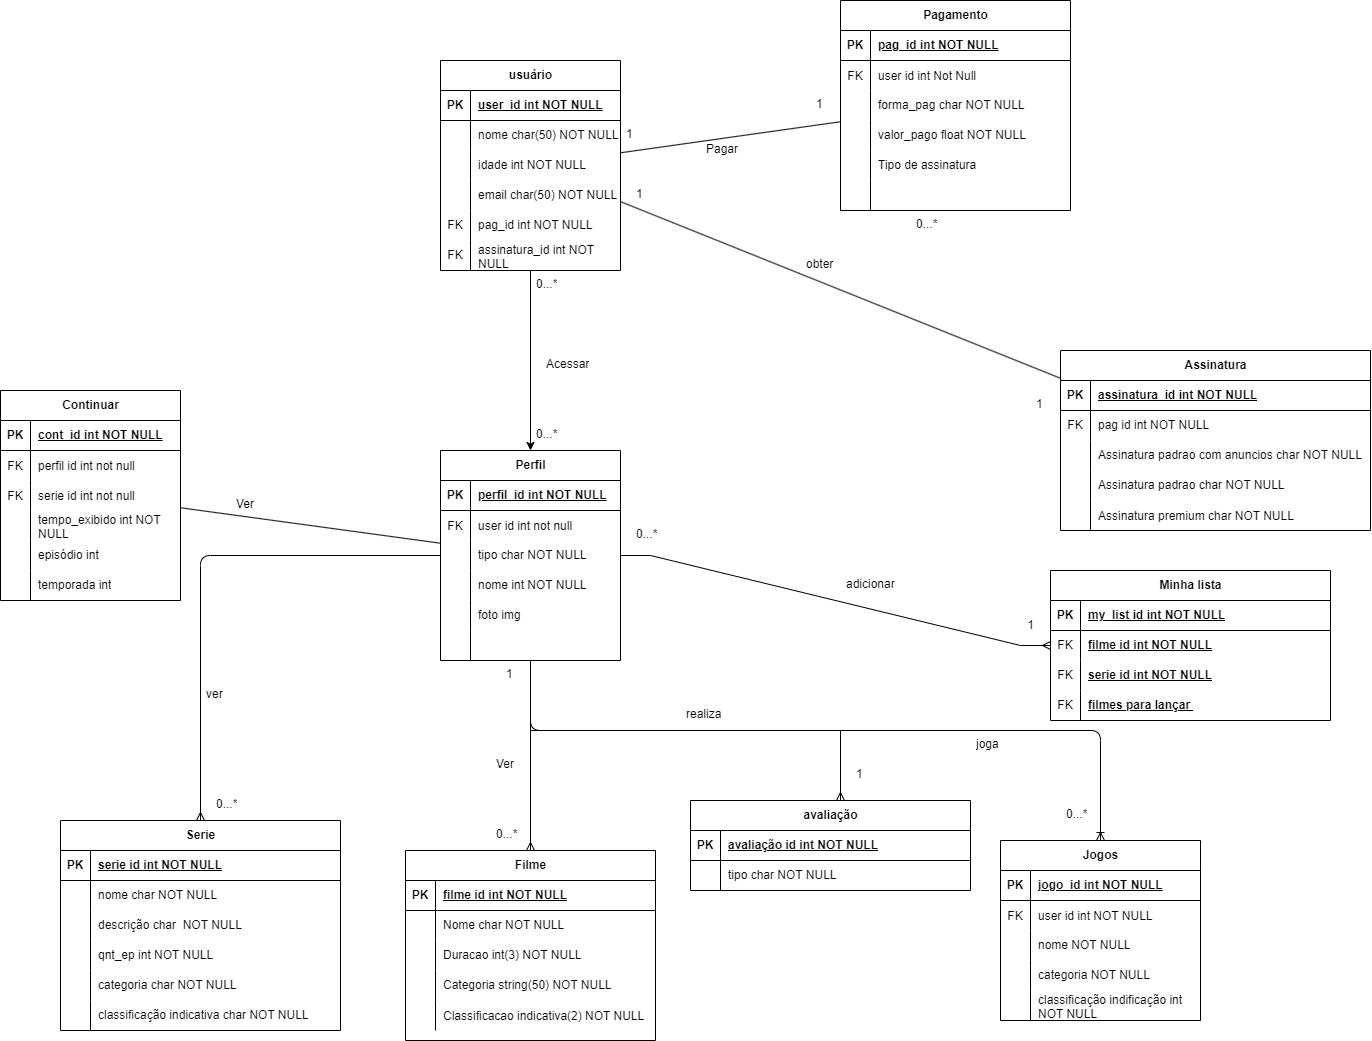 Pagamento
PK pag_id int NOT NULL
FK user id int Not Null
forma_pag char NOT NULL
valor_pago float NOT NULL
Tipo de assinatura
usuário
PK user_id int NOT NULL
nome char(50) NOT NULL
idade int NOT NULL
email char(50) NOT NULL
FK pag_id int NOT NULL
FK assinatura_id int NOT
NULL
1
1
Pagar
1
0...*
obter
0...*
Acessar
0...*
1
Assinatura
PK assinatura_id int NOT NULL
FK pag id int NOT NULL
Assinatura padrao com anuncios char NOT NULL
Assinatura padrao char NOT NULL
Assinatura premium char NOT NULL
Continuar
PK cont_id int NOT NULL
FK perfil id int not null
FK serie id int not null
tempo_exibido int NOT
NULL
episódio int
temporada int
Ver
Perfil
PK perfil_id int NOT NULL
FK user id int not null
tipo char NOT NULL
nome int NOT NULL
foto img
0...*
adicionar
1
Minha lista
PK my_list id int NOT NULL
FK filme id int NOT NULL
FK serie id int NOT NULL
FK filmes para lançar
1
ver
realiza
joga
Ver
1
0...*
0...*
0...*
Serie
PK serie id int NOT NULL
nome char NOT NULL
descrição char  NOT NULL
qnt_ep int NOT NULL
categoria char NOT NULL
classificação indicativa char NOT NULL
Filme
PK filme id int NOT NULL
Nome char NOT NULL
Duracao int(3) NOT NULL
Categoria string(50) NOT NULL
Classificacao indicativa(2) NOT NULL
avaliação
PK avaliação id int NOT NULL
tipo char NOT NULL
Jogos
PK jogo_id int NOT NULL
FK user id int NOT NULL
nome NOT NULL
categoria NOT NULL
classificação indificação int
NOT NULL